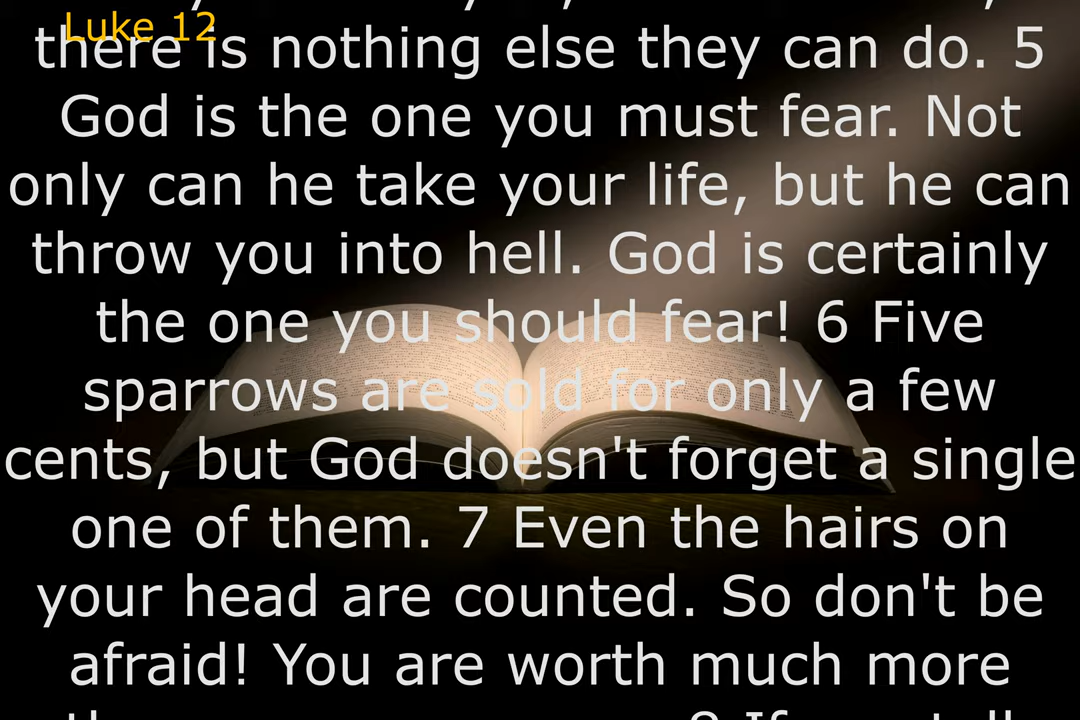 Luke 12
there is nothing else they can do. 5
God is the one you must fear. Not
only can he take your life, but he can
throw you into hell. God is certainly
the one you should fear! 6 Five
sparrows are sold for only a few
cents, but God doesn't forget a single
one of them. 7 Even the hairs on
your head are counted. So don't be
afraid! You are worth much more